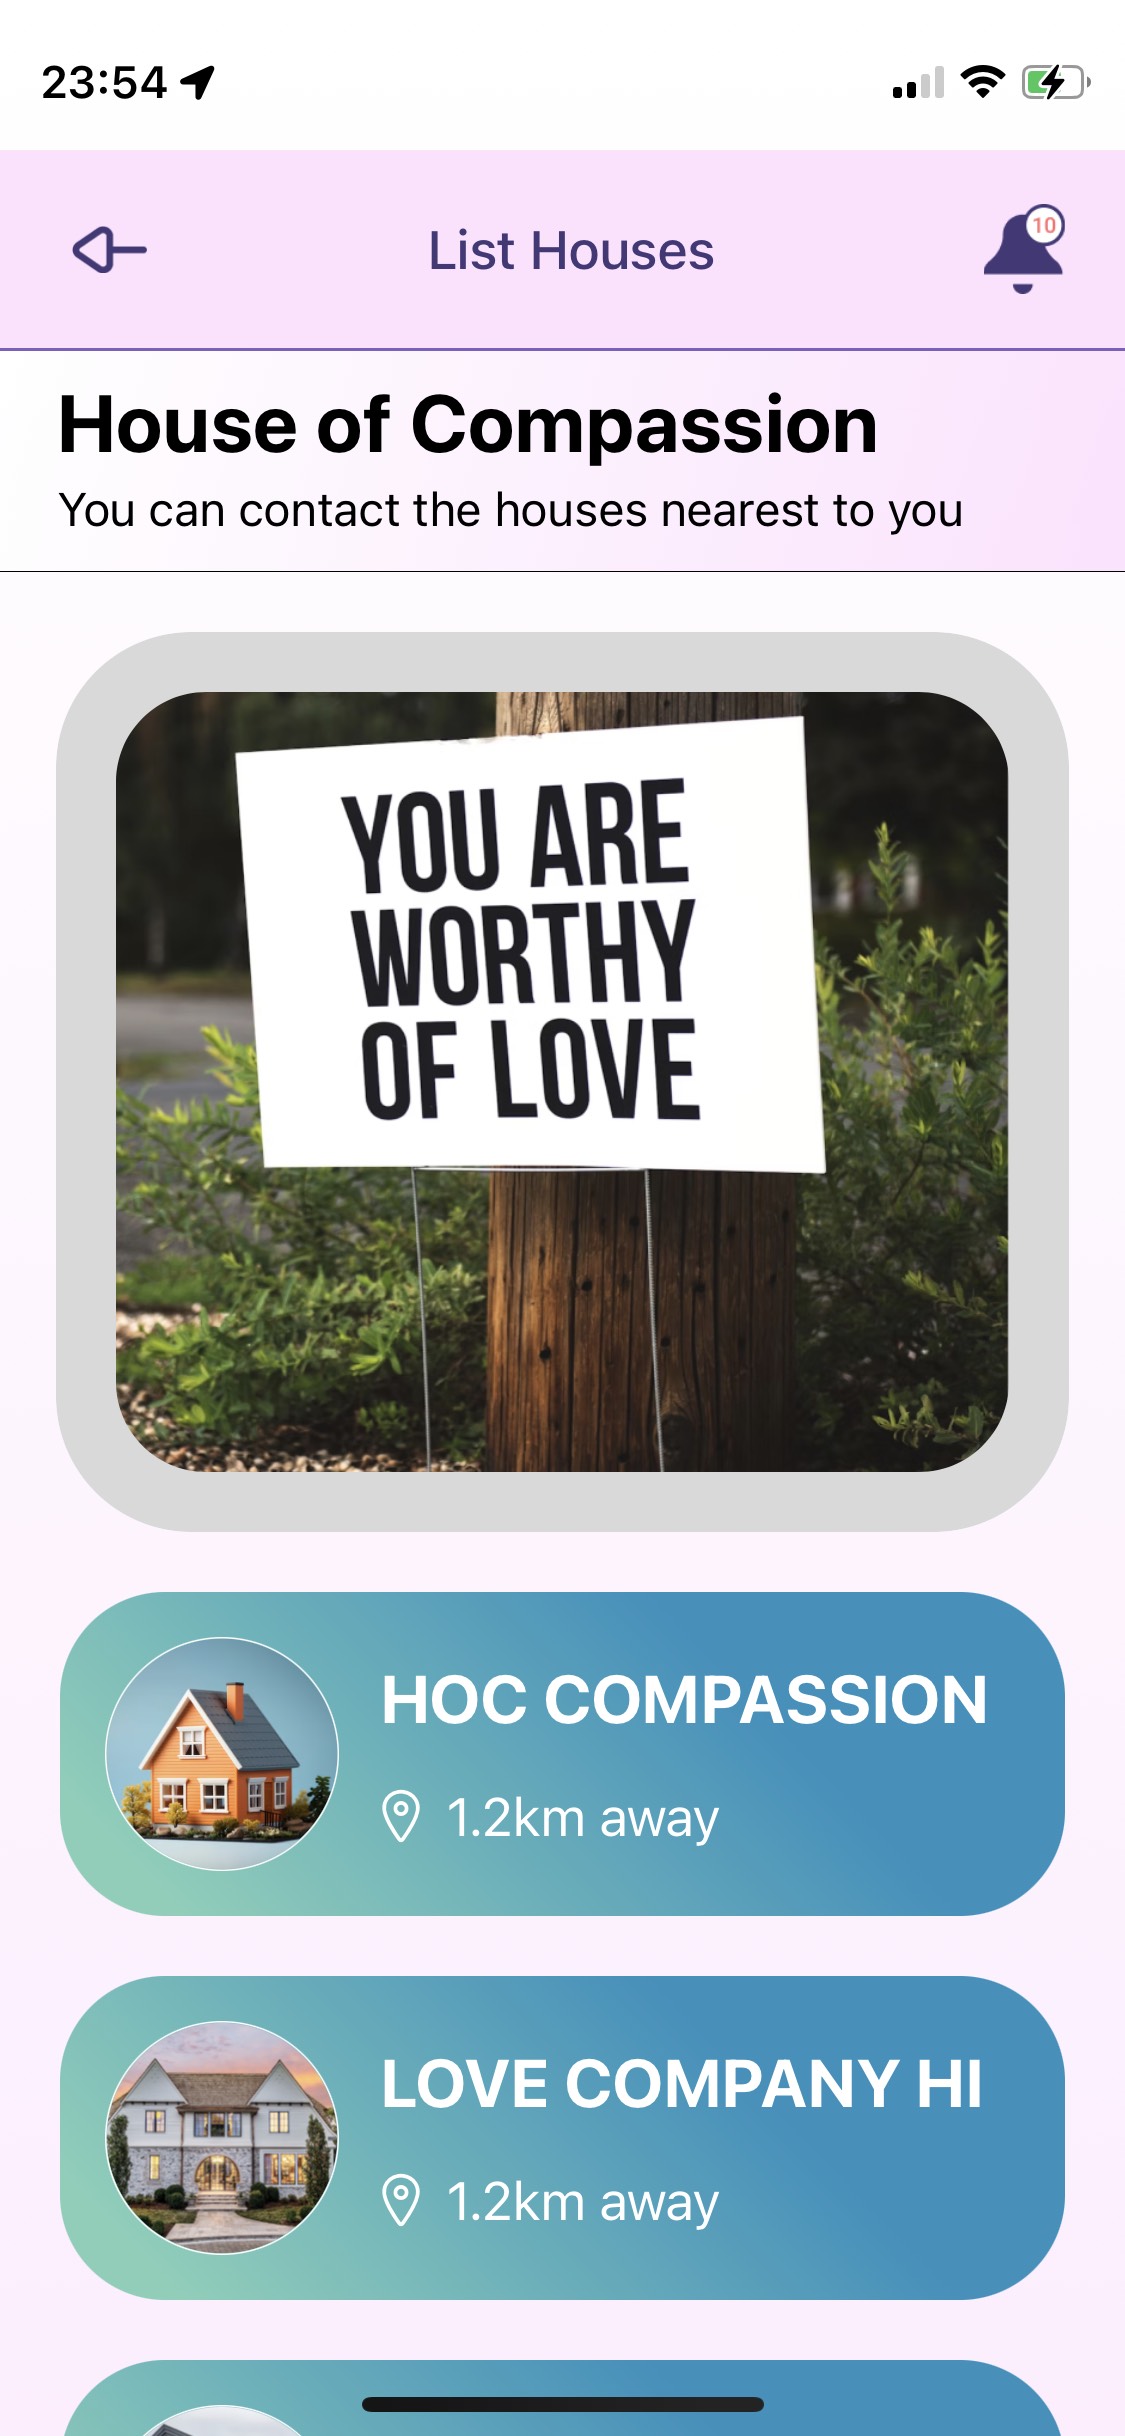 23:54
List Houses
10
House of Compassion
You can contact the houses nearest to you
YOU ARE
WORTHY
OF LOVE
HOC COMPASSION
1.2km away
LOVE COMPANY HI
1.2km away